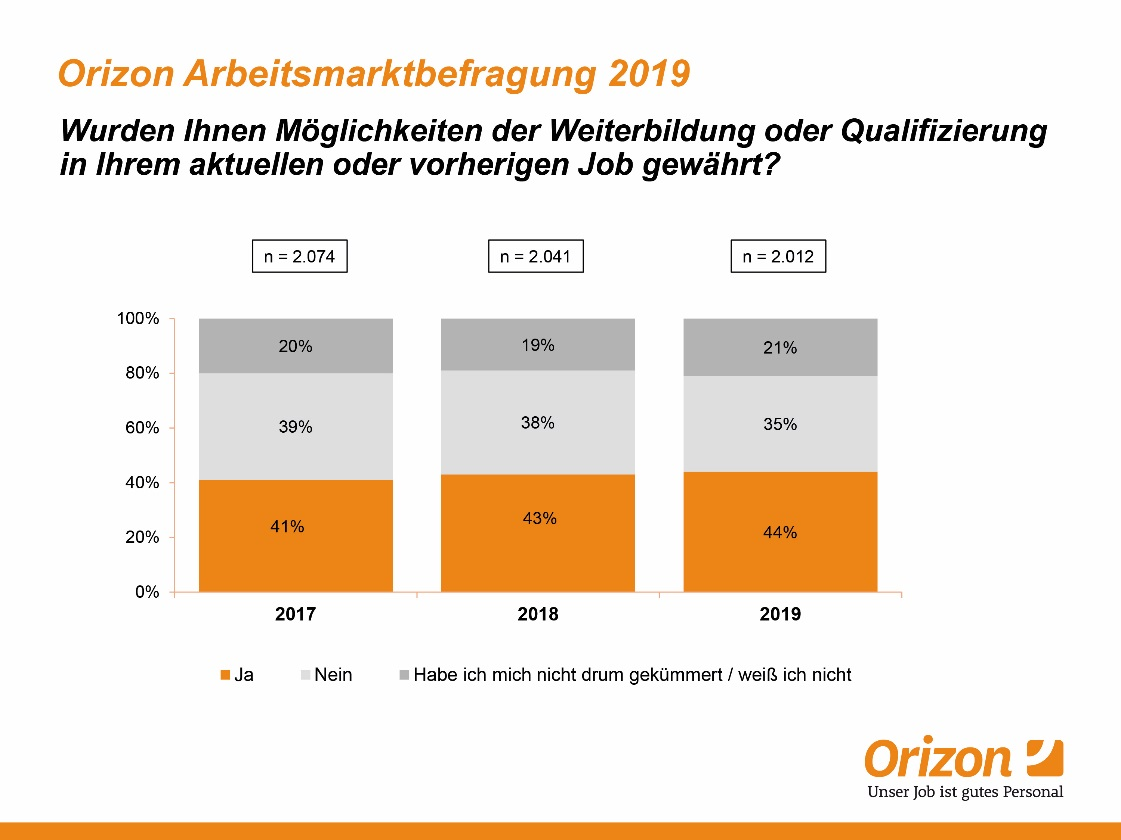 Orizon Arbeitsmarktbefragung 2019
Wurden Ihnen Möglichkeiten der Weiterbildung oder Qualifizierung
in Ihrem aktuellen oder vorherigen Job gewährt?
n = 2.074
n = 2.041
n = 2.012
100%
80%
60%
40%
20%
0%
20%
19%
21%
39%
38%
35%
41%
43%
44%
2017
2018
2019
Ja
Nein
Habe ich mich nicht drum gekümmert / weiß ich nicht
Orizon
Unser Job ist gutes Personal